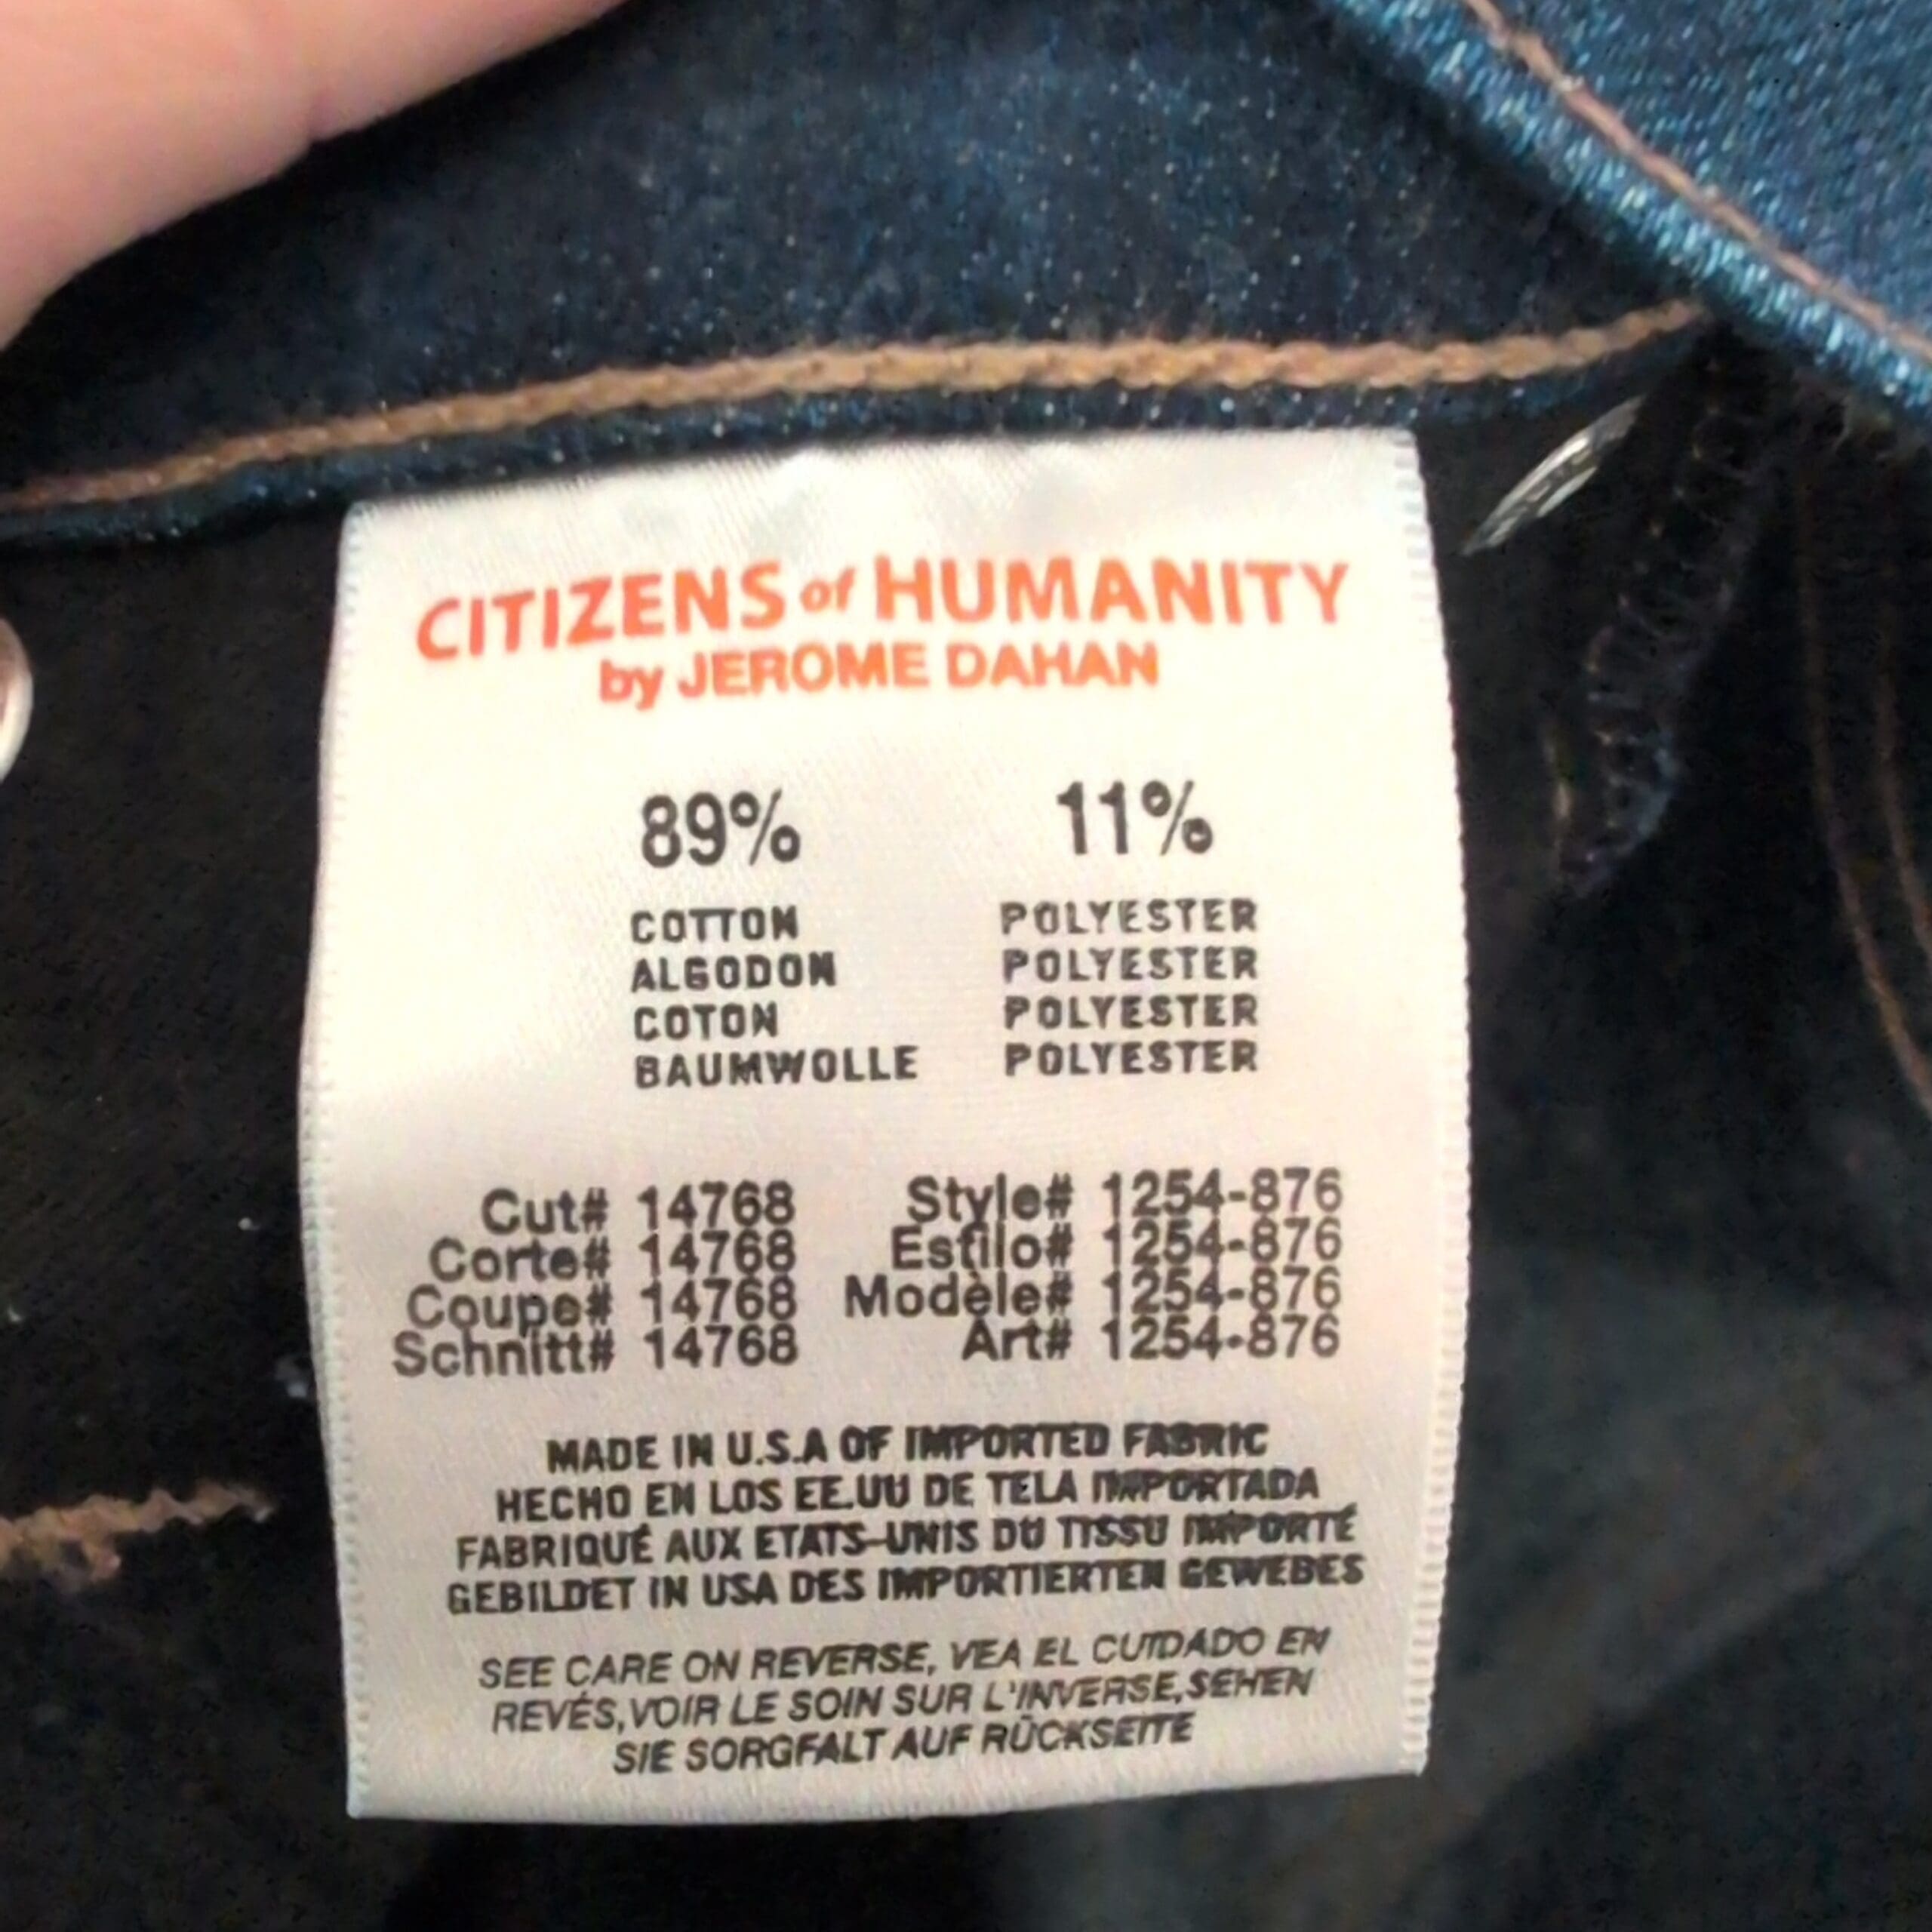 CITIZENS of HUMANITY
by JEROME DAHAN
89% 11%
COTTON POLYESTER
ALGODON POLYESTER
COTON POLYESTER
BAUMWOLLE POLYESTER
Cut# 14768 Style# 1254-876
Corte# 14768 Estilo# 1254-876
Coupe# 14768 Modèle# 1254-876
Schnitt# 14768 Art# 1254-876
MADE IN U.S.A OF IMPORTED FABRIC
HECHO EN LOS EE.UU DE TELA IMPORTADA
FABRIQUÉ AUX ETATS-UNIS DU TISSU IMPORTÉ
GEBILDET IN USA DES IMPORTIERTEN GEWEBES
SEE CARE ON REVERSE, VEA EL CUIDADO EN
REVÉS,VOIR LE SOIN SUR L'INVERSE,SEHEN
SIE SORGFALT AUF RÜCKSEITE